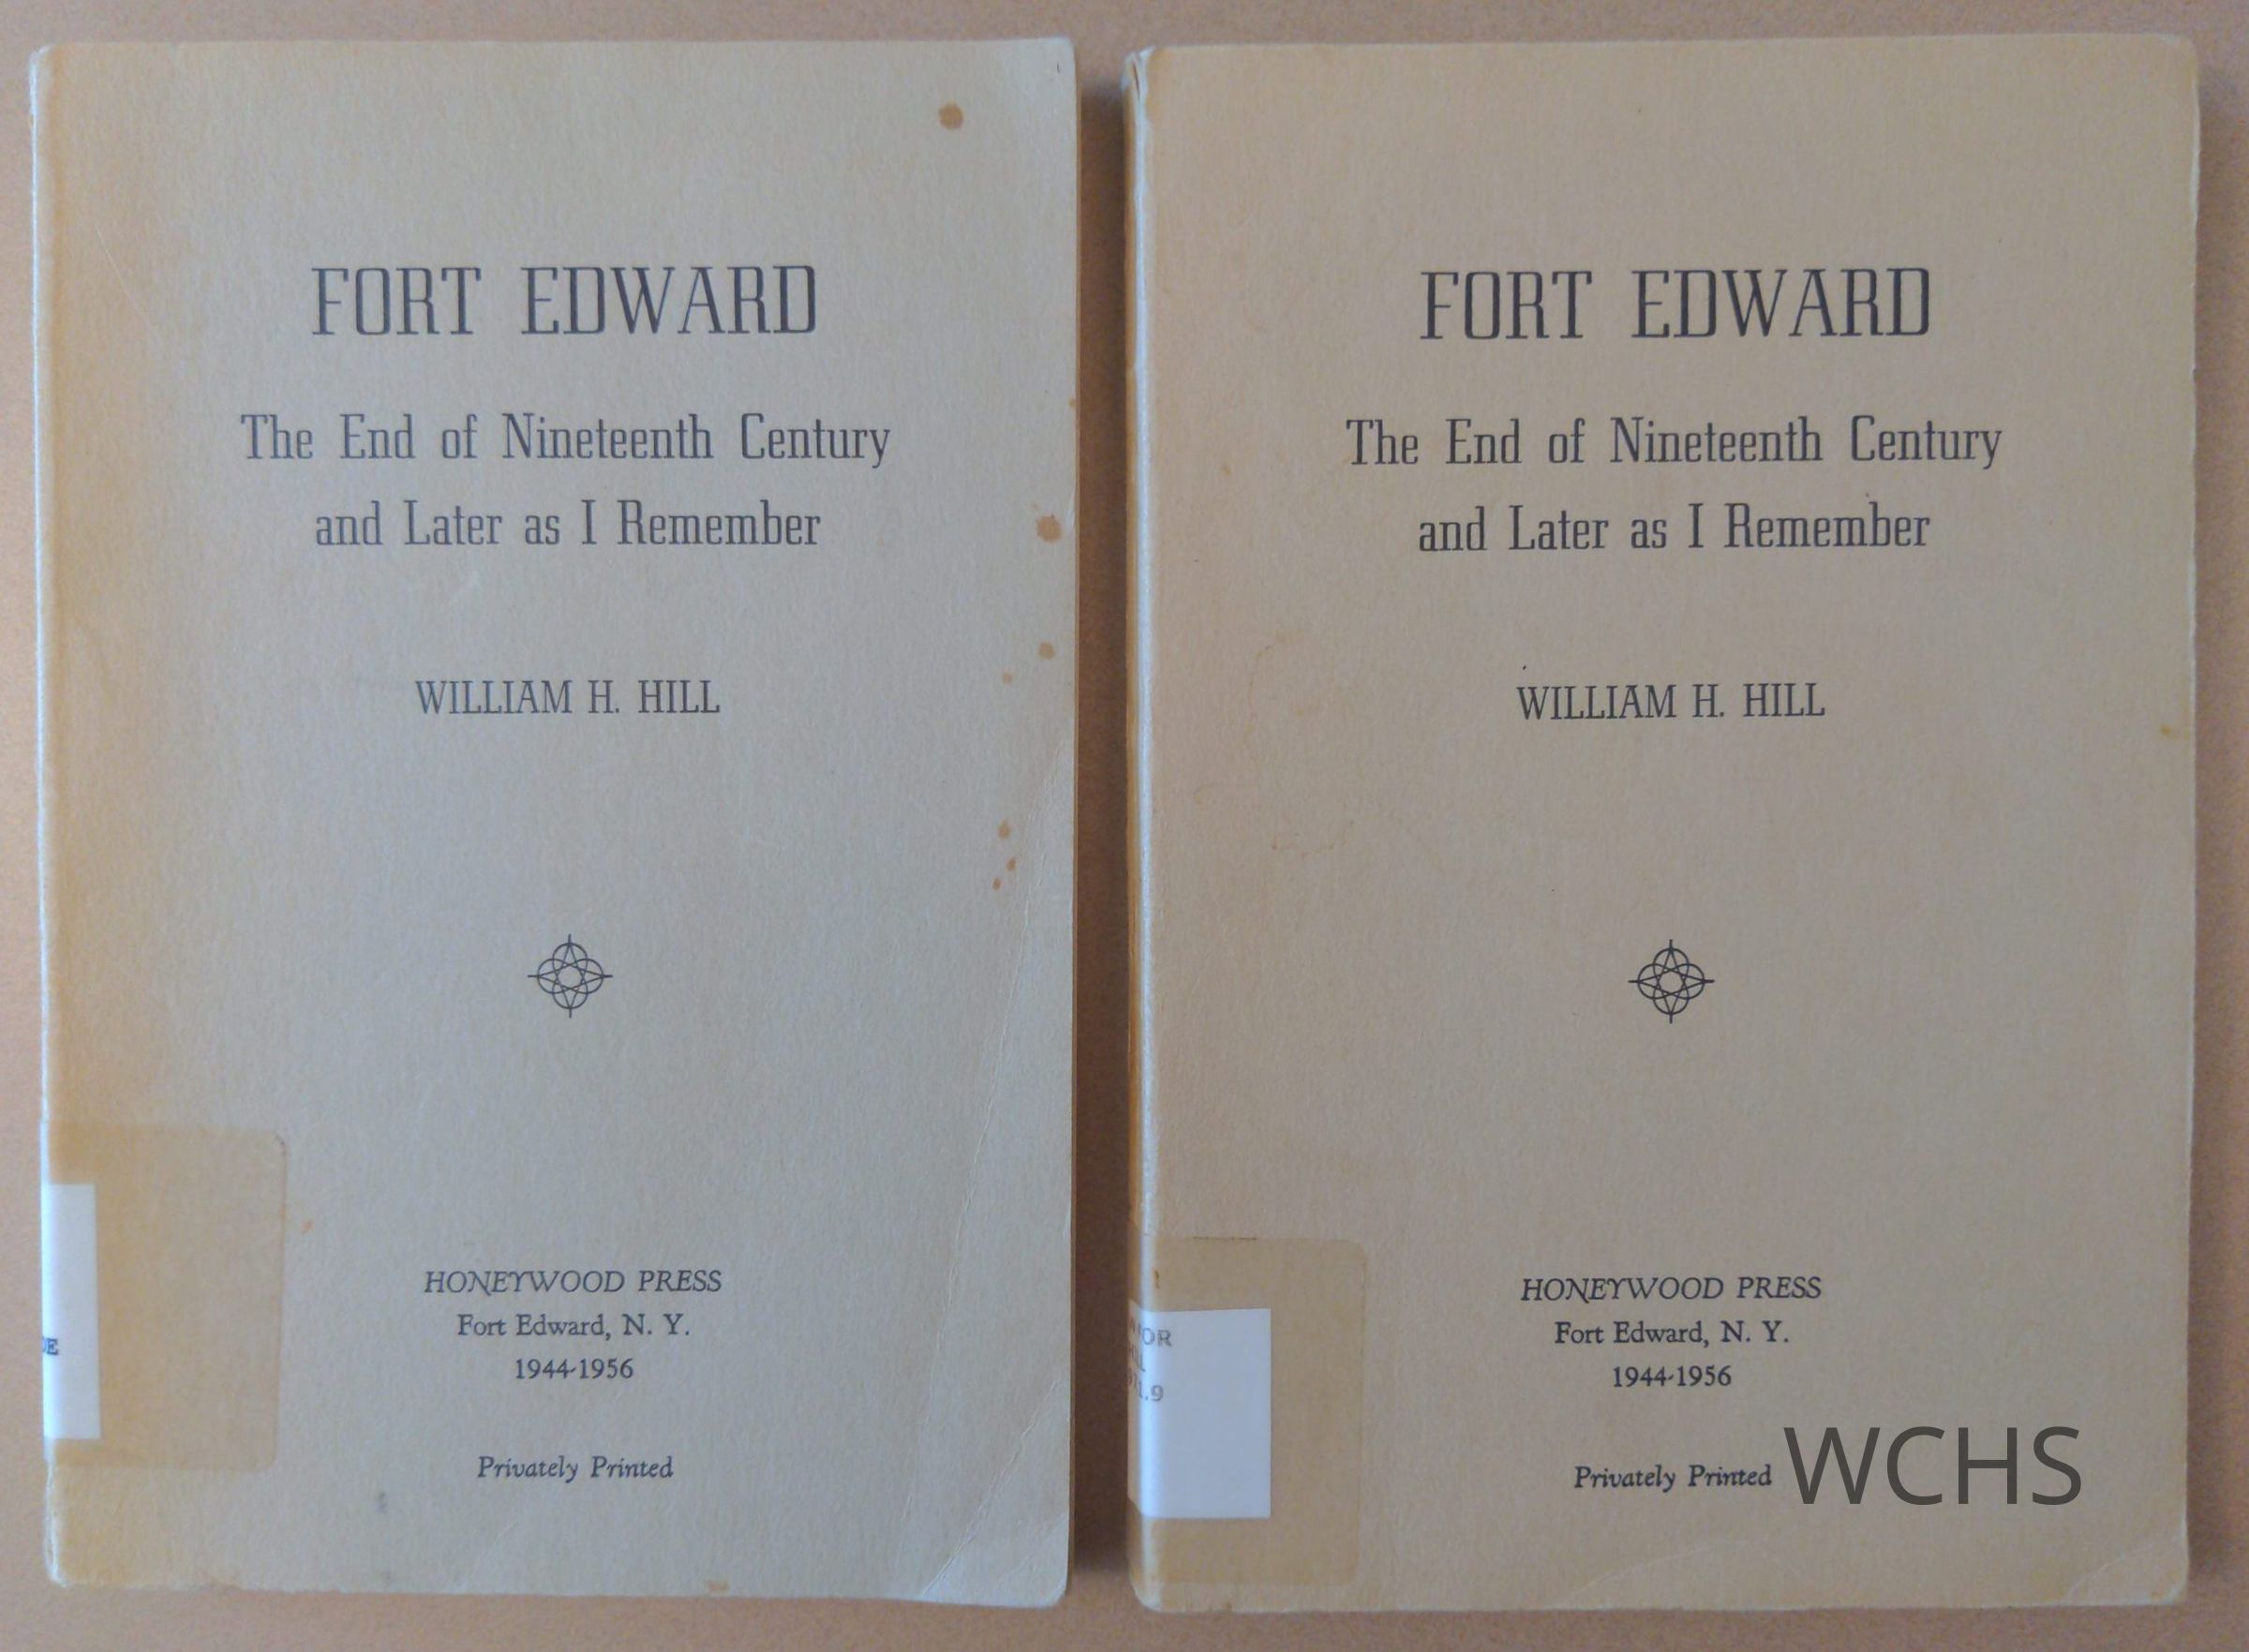 FORT EDWARD
The End of Nineteenth Century
and Later as I Remember
WILLIAM H. HILL
HONEYWOOD PRESS
Fort Edward, N. Y.
1944-1956
Privately Printed
FORT EDWARD
The End of Nineteenth Century
and Later as I Remember
WILLIAM H. HILL
HONEYWOOD PRESS
Fort Edward, N. Y.
1944-1956
Privately Printed
WCHS